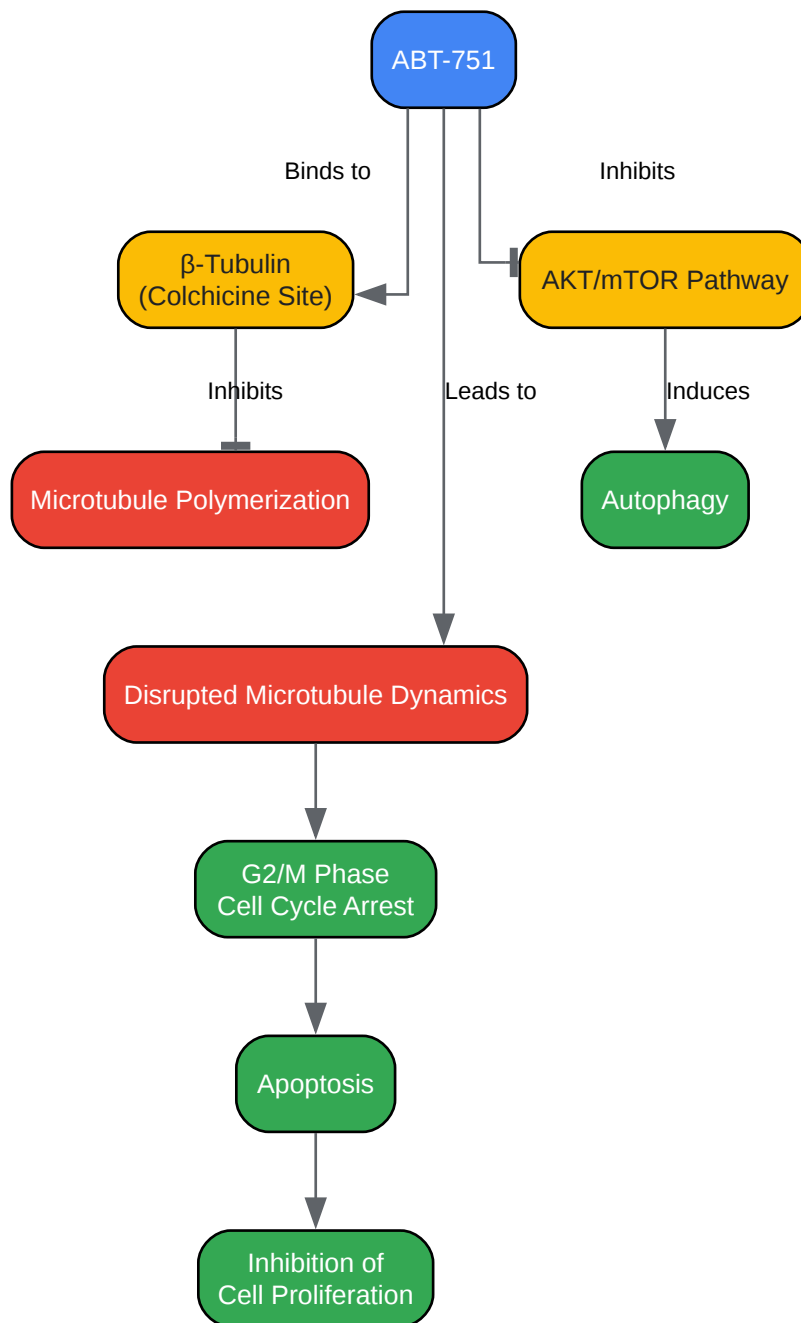 ABT-751
Binds to
Inhibits
β-Tubulin
(Colchicine Site)
AKT/mTOR Pathway
Inhibits
Leads to
Induces
Microtubule Polymerization
Autophagy
Disrupted Microtubule Dynamics
G2/M Phase
Cell Cycle Arrest
Apoptosis
Inhibition of
Cell Proliferation